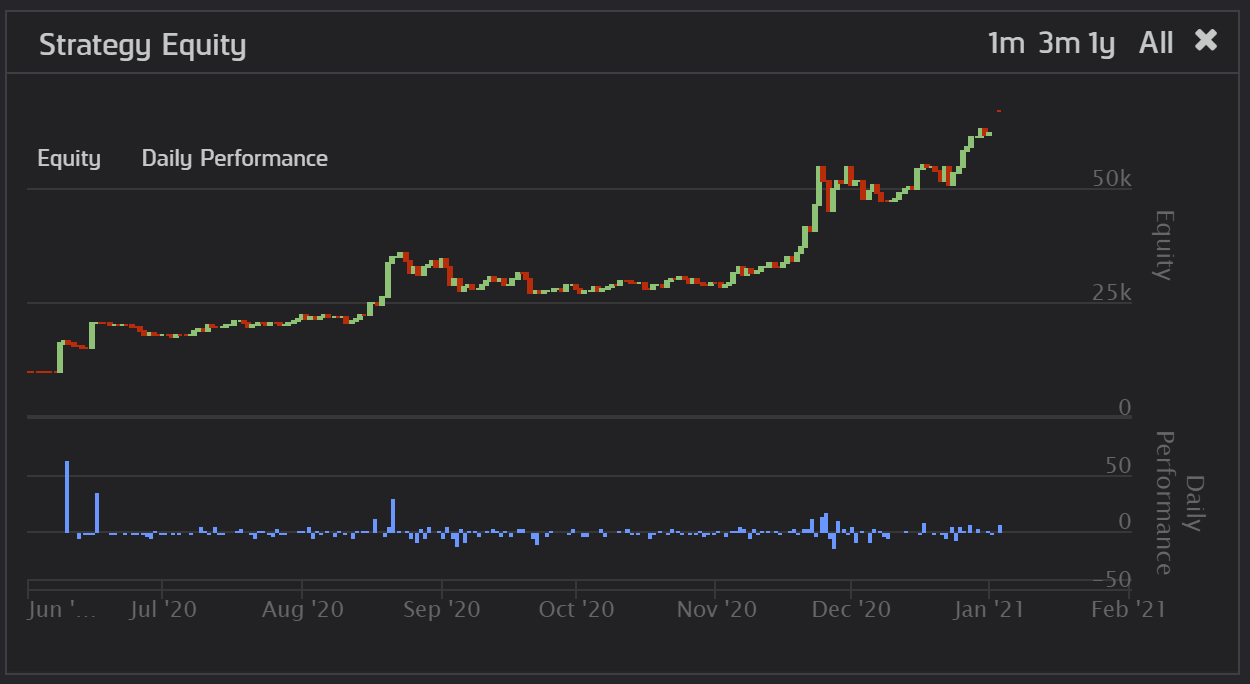 Strategy Equity
1m 3m 1y All ✖
Equity Daily Performance
50k
25k
0
Equity
50
0
−50
Daily
Performance
Jun '... Jul '20 Aug '20 Sep '20 Oct '20 Nov '20 Dec '20 Jan '21 Feb '21